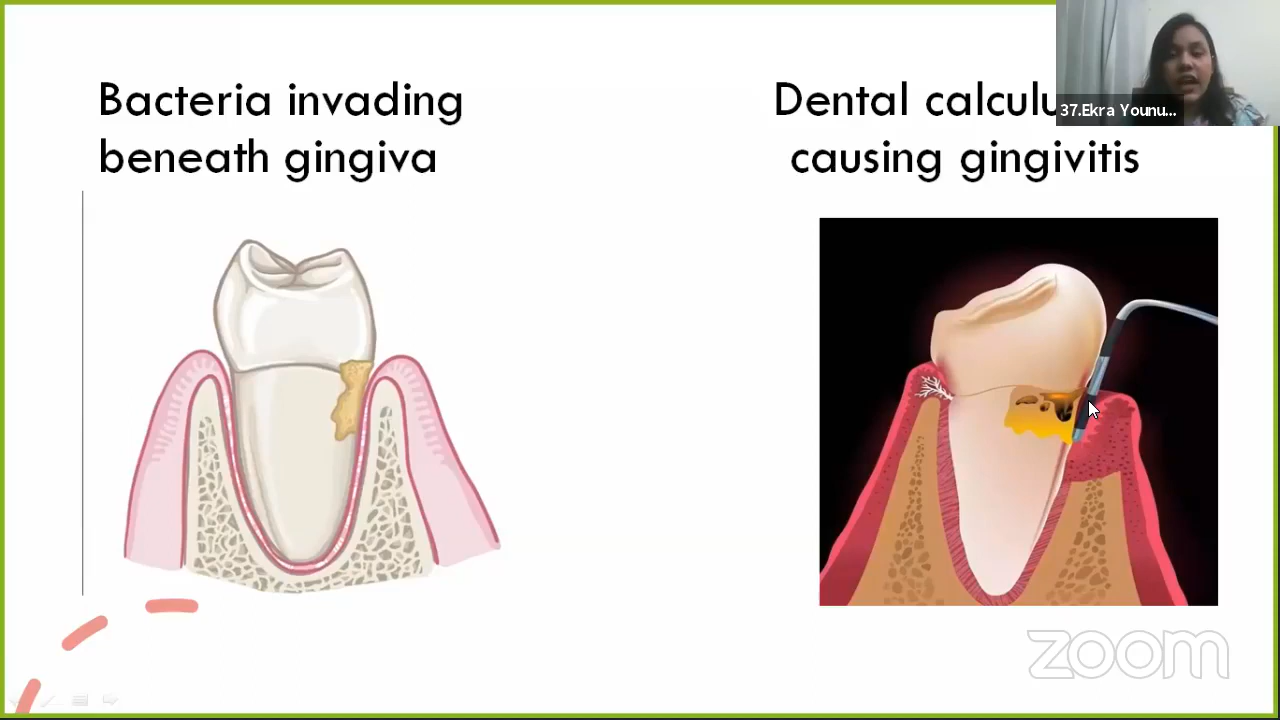 Bacteria invading
beneath gingiva
Dental calculu
causing gingivitis
37.Ekra Younu...
zoom